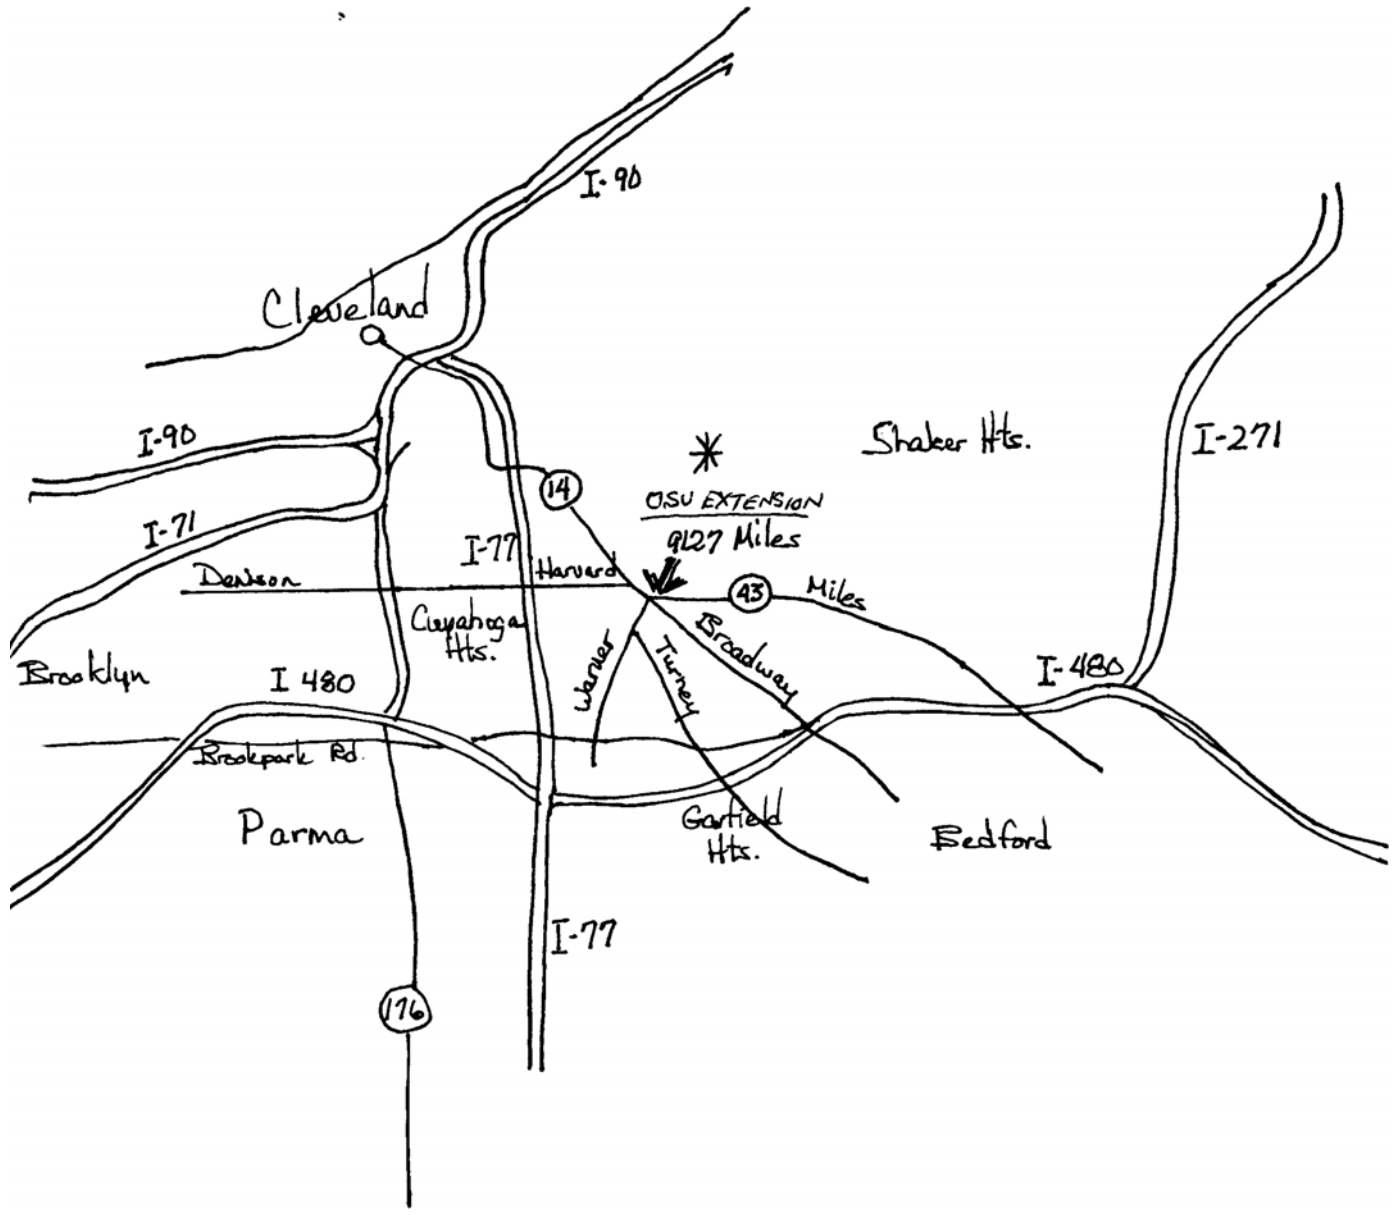 I-90
Cleveland
I-90
Shaker Hts.
I-271
14
OSU EXTENSION
9127 Miles
I-71
I-77
Harvard
Denison
43
Miles
Cuyahoga
Hts.
Broadway
Warner
Turney
Brooklyn
I 480
I-480
Brookpark Rd.
Parma
Garfield
Hts.
Bedford
I-77
176